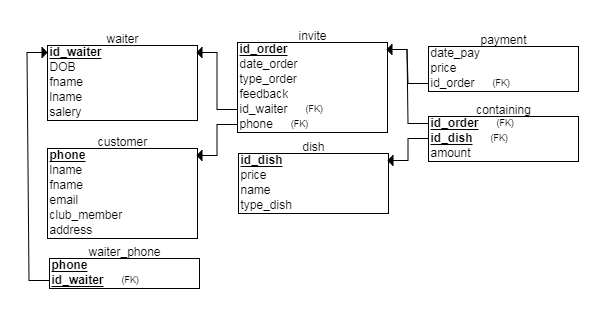 waiter
id_waiter
DOB
fname
lname
salery
invite
id_order
date_order
type_order
feedback
id_waiter (FK)
phone (FK)
payment
date_pay
price
id_order (FK)
containing
id_order (FK)
id_dish (FK)
amount
customer
phone
lname
fname
email
club_member
address
dish
id_dish
price
name
type_dish
waiter_phone
phone
id_waiter (FK)